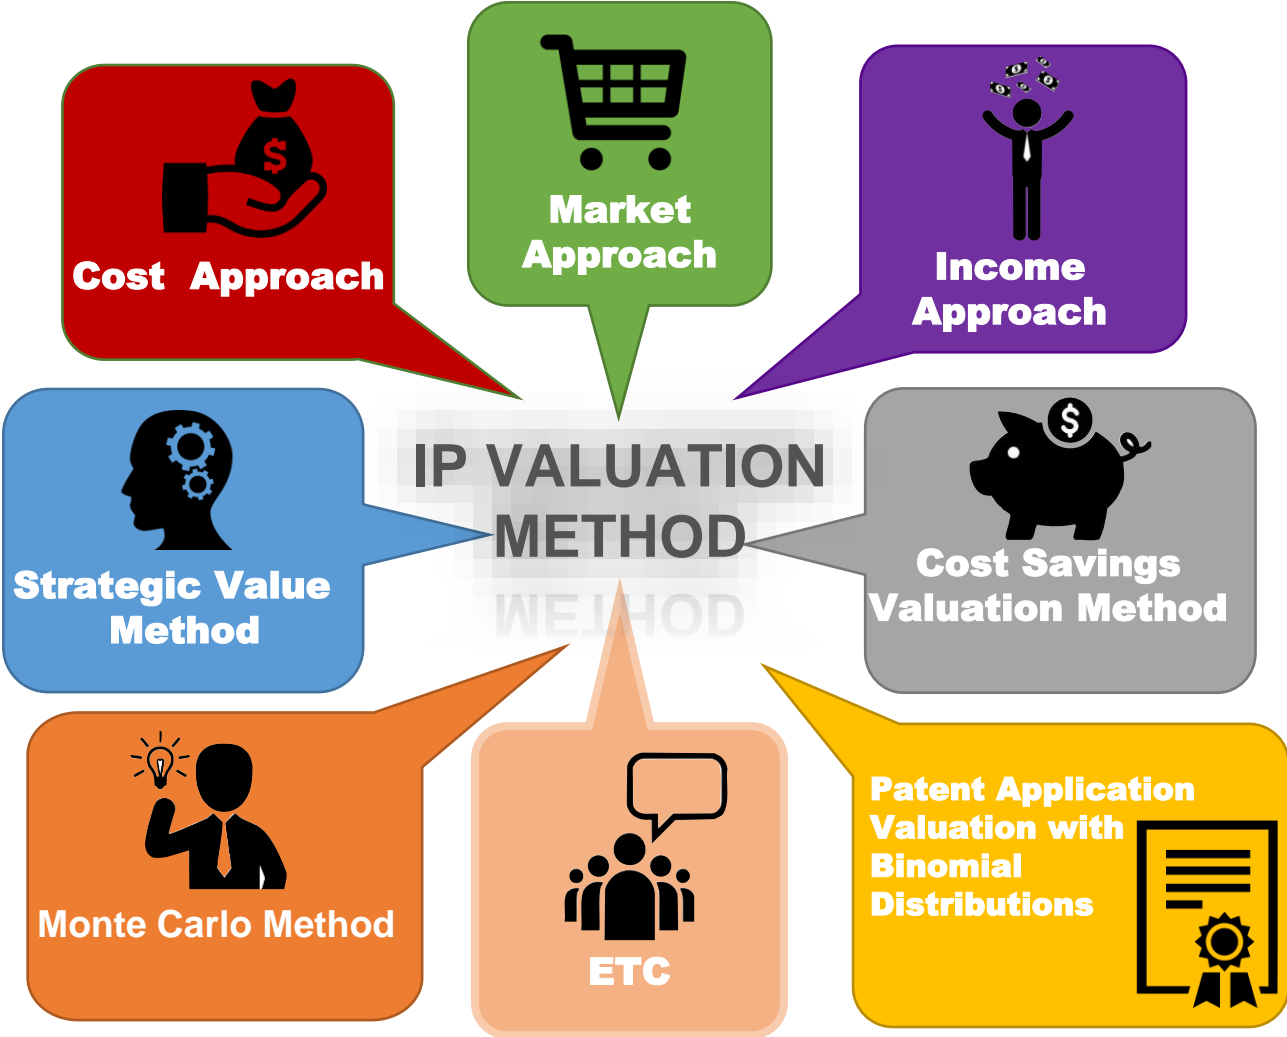 Market
Approach
Cost Approach
Income
Approach
IP VALUATION
METHOD
Strategic Value
Method
Cost Savings
Valuation Method
Monte Carlo Method
ETC
Patent Application
Valuation with
Binomial
Distributions